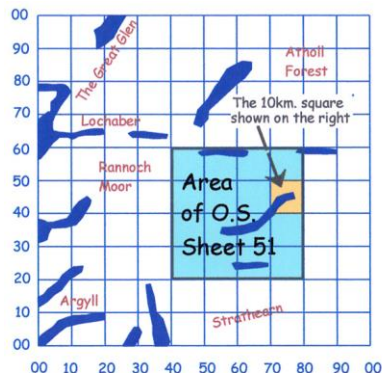 00
90
80
70
60
50
40
30
20
10
00
The Great Glen
Atholl
Forest
The 10km. square
shown on the right
Lochaber
Rannoch
Moor
Area
of O.S.
Sheet 51
Argyll
Strathearn
00 10 20 30 40 50 60 70 80 90 00